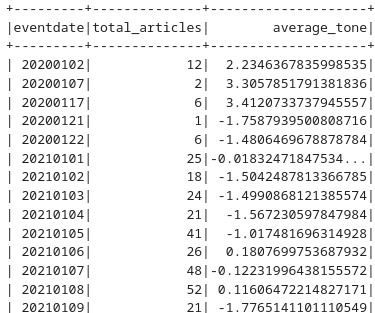 +---------+--------------+--------------------+
|eventdate|total_articles|        average_tone|
+---------+--------------+--------------------+
| 20200102|            12|  2.2346367835998535|
| 20200107|             2|  3.3057851791381836|
| 20200117|             6|  3.4120733737945557|
| 20200121|             1| -1.7587939500808716|
| 20200122|             6| -1.4806469678878784|
| 20210101|            25|-0.01832471847534...|
| 20210102|            18| -1.5042487813366785|
| 20210103|            24| -1.4990868121385574|
| 20210104|            21|  -1.567230597847984|
| 20210105|            41|  -1.017481696314928|
| 20210106|            26|  0.1807699753687932|
| 20210107|            48|-0.12231996438155572|
| 20210108|            52| 0.11606472214827171|
| 20210109|            21| -1.7765141101110549|